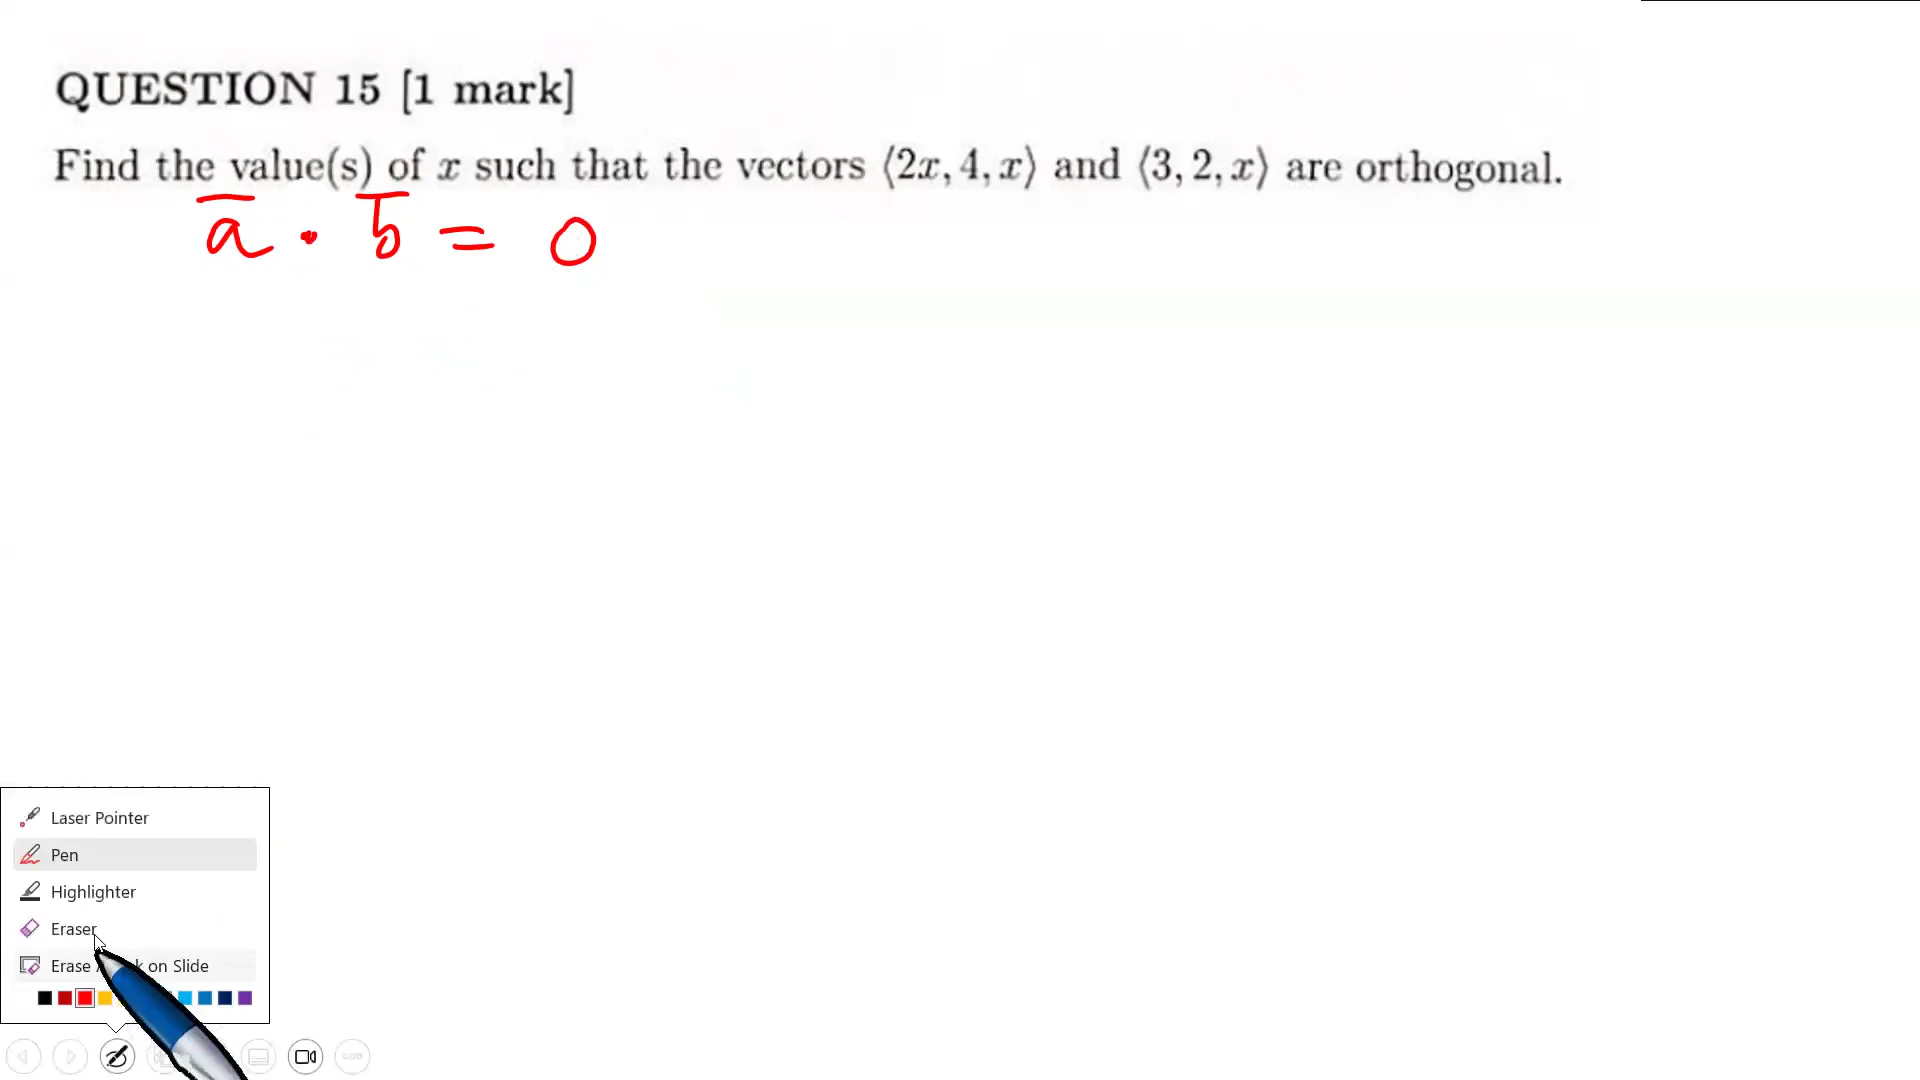 QUESTION 15 [1 mark]
Find the value(s) of x such that the vectors ⟨2x, 4, x⟩ and ⟨3, 2, x⟩ are orthogonal.
a̅ · b̅ = 0
Laser Pointer
Pen
Highlighter
Eraser
Erase on Slide